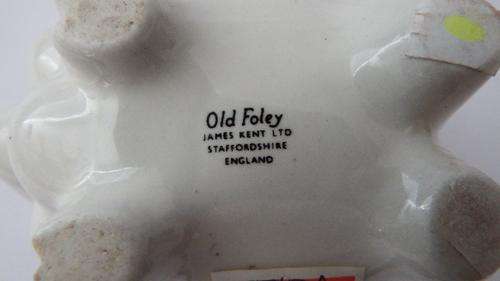 Old Foley
JAMES KENT LTD
STAFFORDSHIRE
ENGLAND